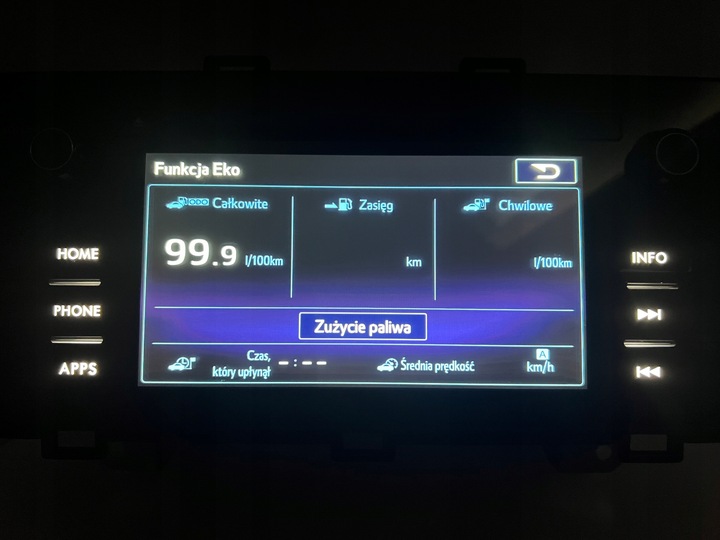 Funkcja Eko
Całkowite
Zasięg
Chwilowe
99.9 l/100km
km
l/100km
Zużycie paliwa
Czas,
który upłynął
--:--
Średnia prędkość
A
km/h
HOME
PHONE
APPS
INFO